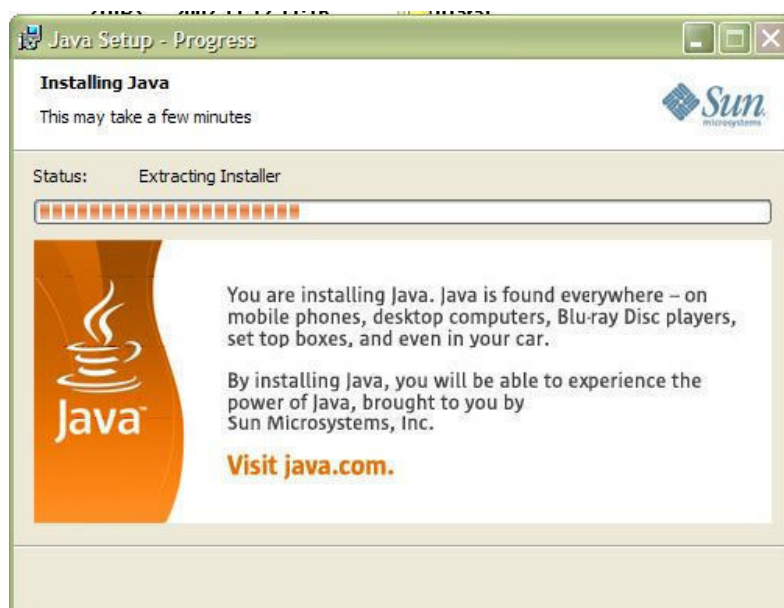 Java Setup - Progress
Installing Java
This may take a few minutes
Sun
microsystems
Status: Extracting Installer
You are installing Java. Java is found everywhere – on
mobile phones, desktop computers, Blu-ray Disc players,
set top boxes, and even in your car.
By installing Java, you will be able to experience the
power of Java, brought to you by
Sun Microsystems, Inc.
Visit java.com.
Java™